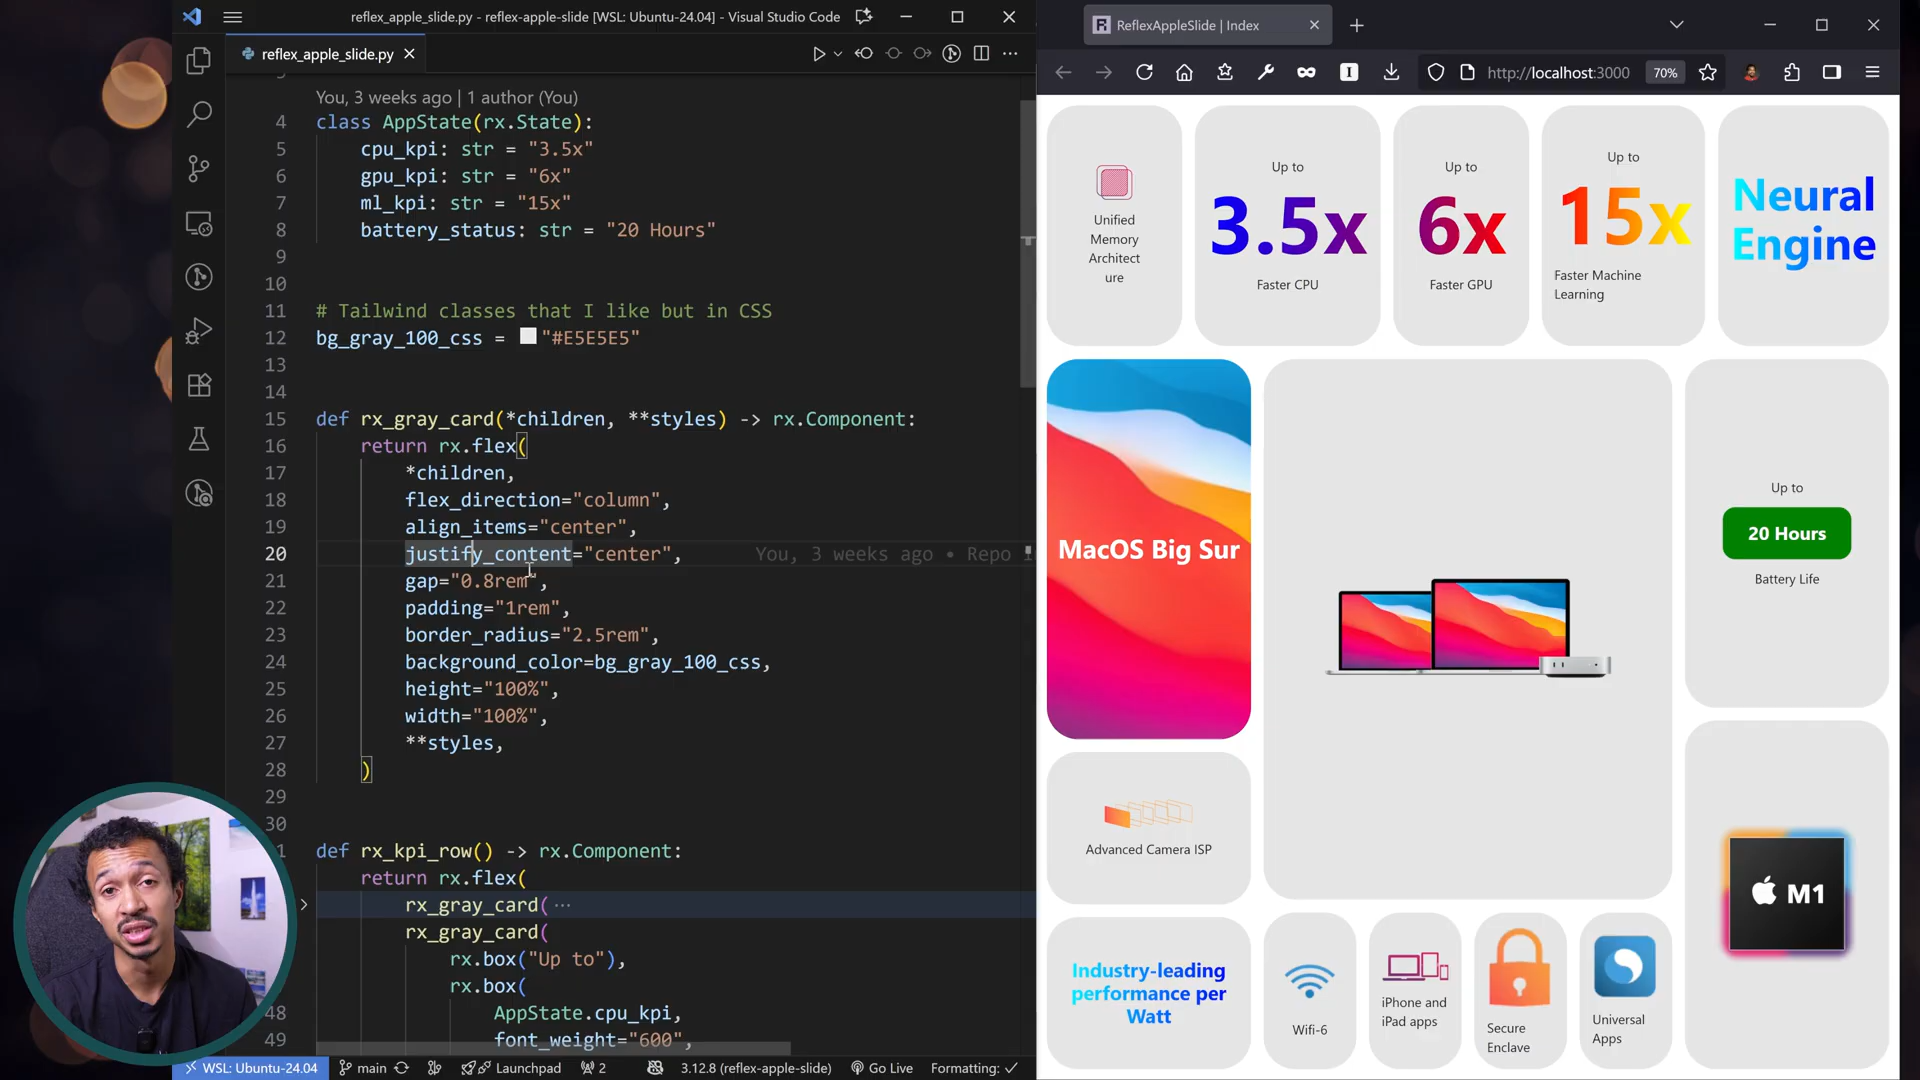 reflex_apple_slide.py - reflex-apple-slide [WSL: Ubuntu-24.04] - Visual Studio Code
reflex_apple_slide.py
You, 3 weeks ago | 1 author (You)
4 class AppState(rx.State):
5 cpu_kpi: str = "3.5x"
6 gpu_kpi: str = "6x"
7 ml_kpi: str = "15x"
8 battery_status: str = "20 Hours"
9
10
11 # Tailwind classes that I like but in CSS
12 bg_gray_100_css = "#E5E5E5"
13
14
15 def rx_gray_card(*children, **styles) -> rx.Component:
16 return rx.flex(
17 *children,
18 flex_direction="column",
19 align_items="center",
20 justify_content="center", You, 3 weeks ago • Repo
21 gap="0.8rem",
22 padding="1rem",
23 border_radius="2.5rem",
24 background_color=bg_gray_100_css,
25 height="100%",
26 width="100%",
27 **styles,
28 )
29
30
1 def rx_kpi_row() -> rx.Component:
return rx.flex(
rx_gray_card( ⋯
rx_gray_card(
rx.box("Up to"),
rx.box(
48 AppState.cpu_kpi,
49 font_weight="600",
WSL: Ubuntu-24.04 main Launchpad 2 3.12.8 (reflex-apple-slide) Go Live Formatting: ✓
ReflexAppleSlide | Index
http://localhost:3000 70%
Unified
Memory
Architect
ure
Up to
3.5x
Faster CPU
Up to
6x
Faster GPU
Up to
15x
Faster Machine
Learning
Neural
Engine
MacOS Big Sur
Up to
20 Hours
Battery Life
Advanced Camera ISP
M1
Industry-leading
performance per
Watt
Wifi-6
iPhone and
iPad apps
Secure
Enclave
Universal
Apps